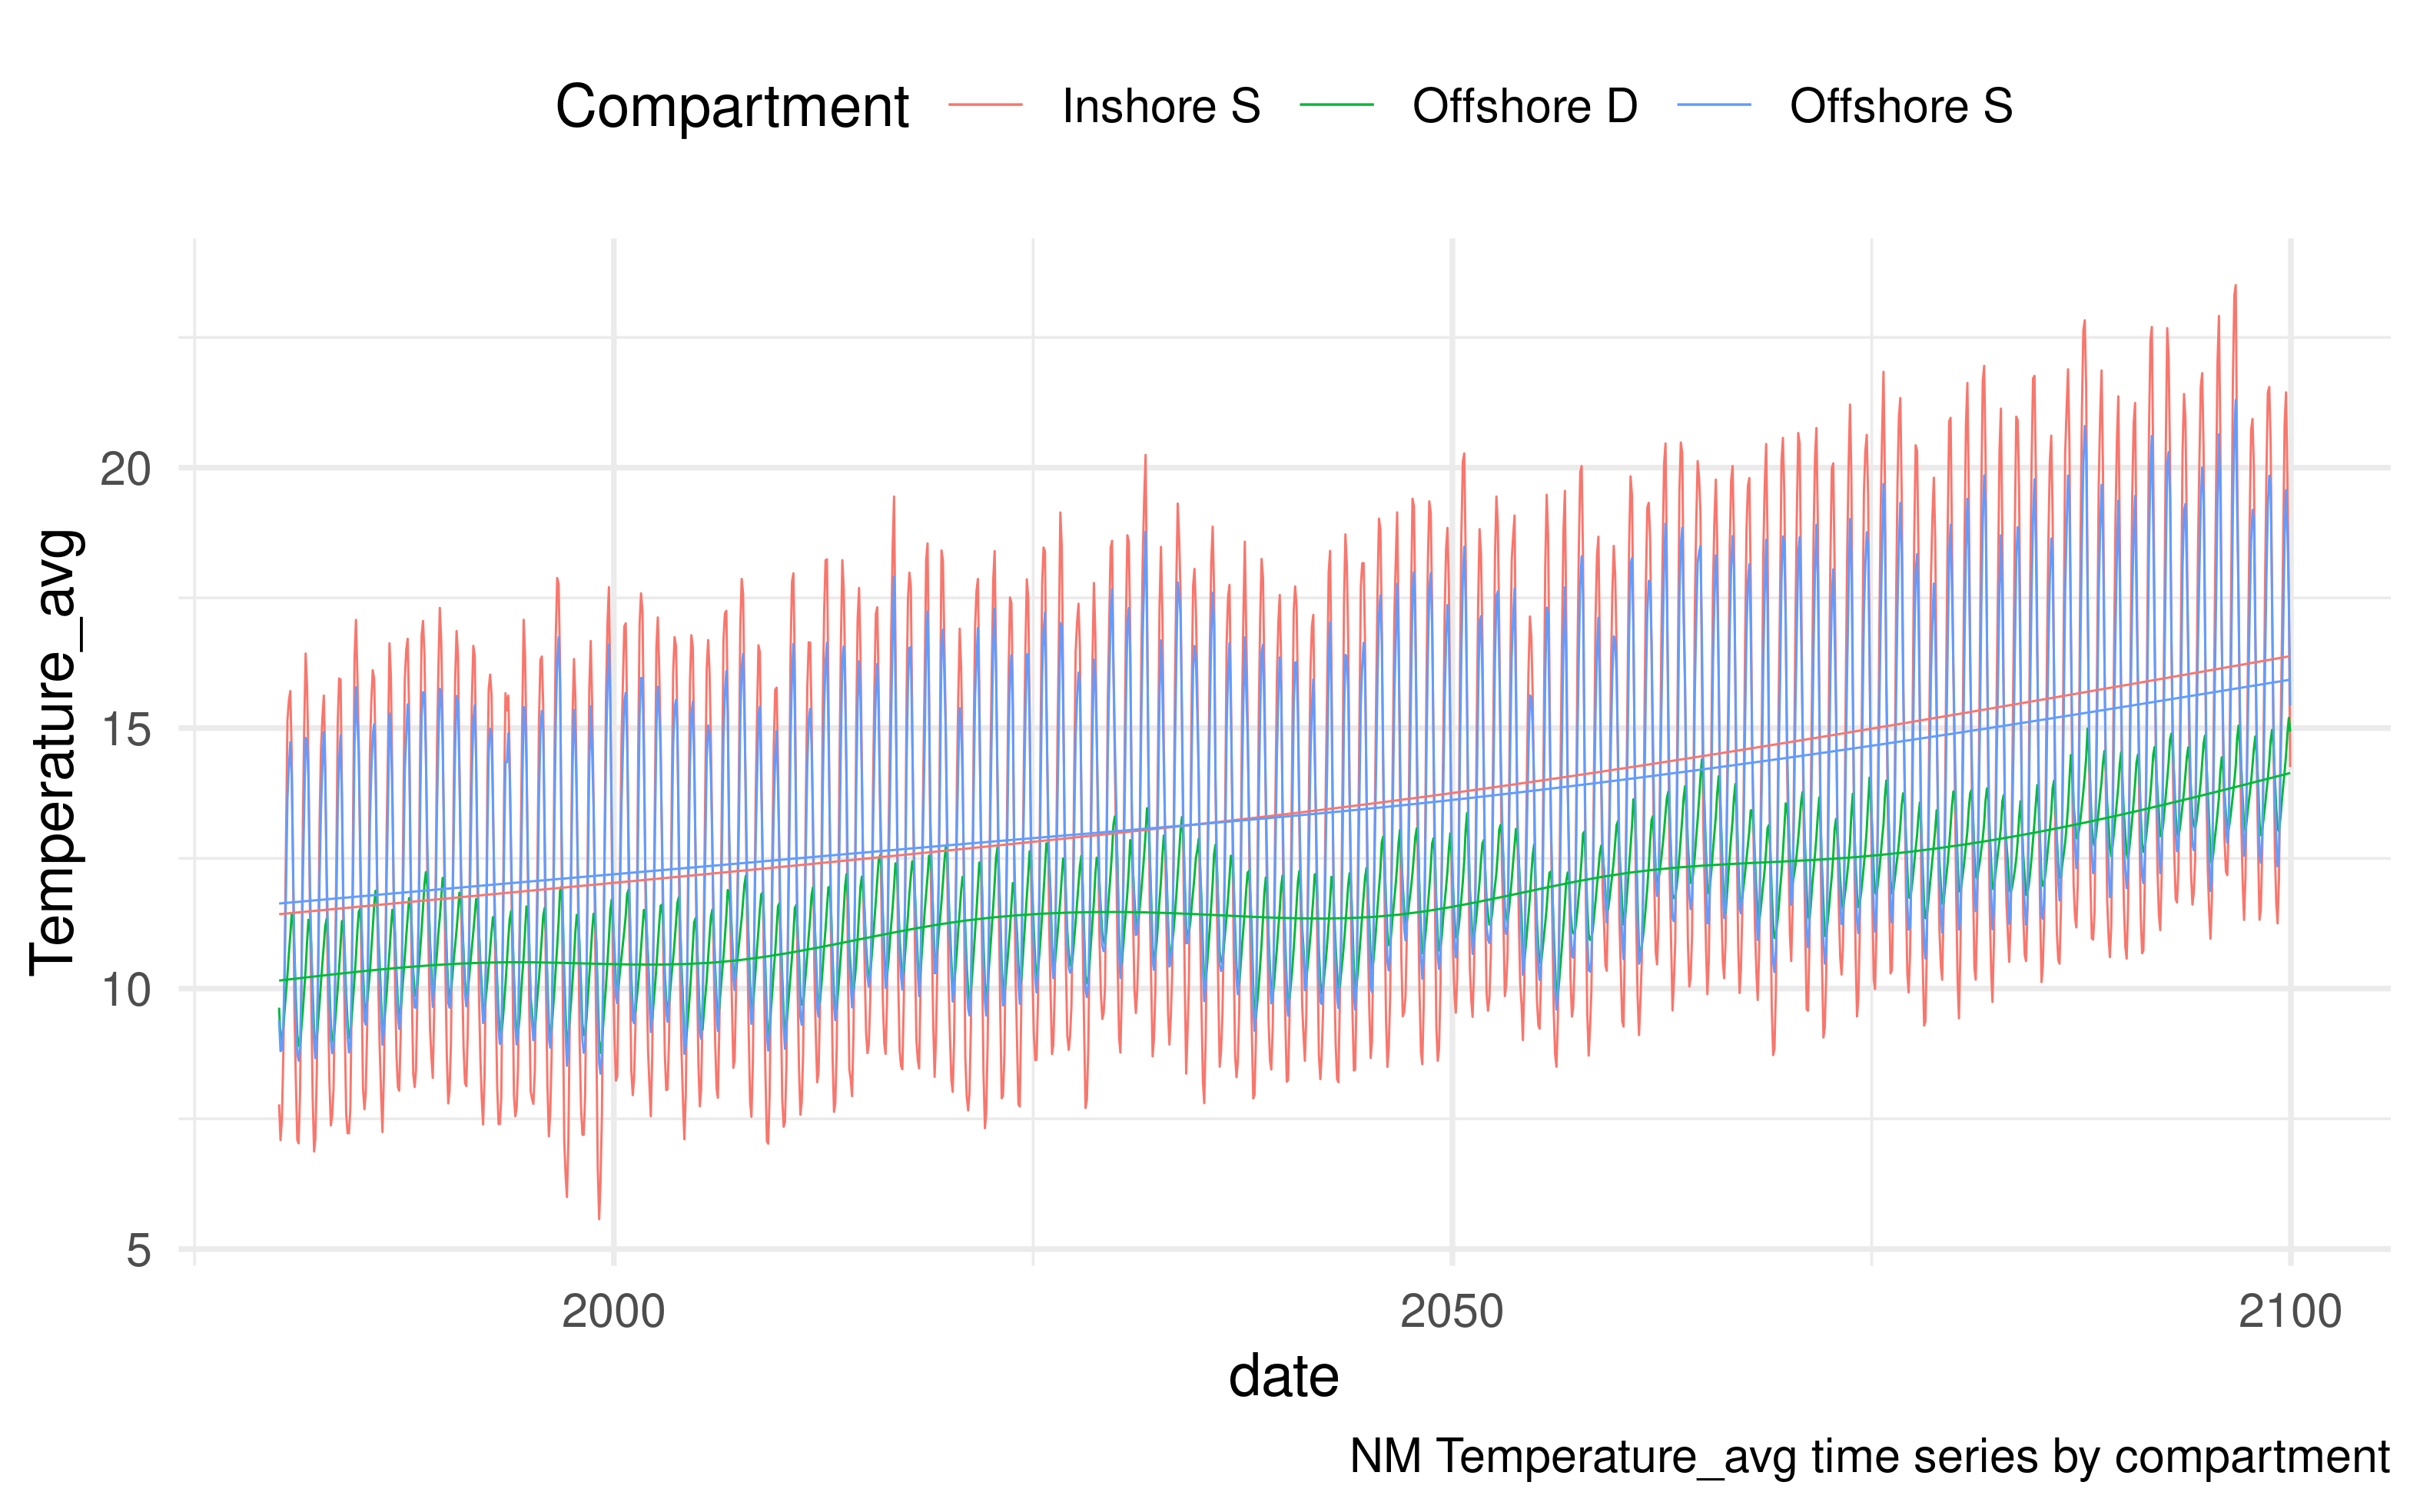 Compartment Inshore S Offshore D Offshore S
Temperature_avg
20
15
10
5
2000 2050 2100
date
NM Temperature_avg time series by compartment